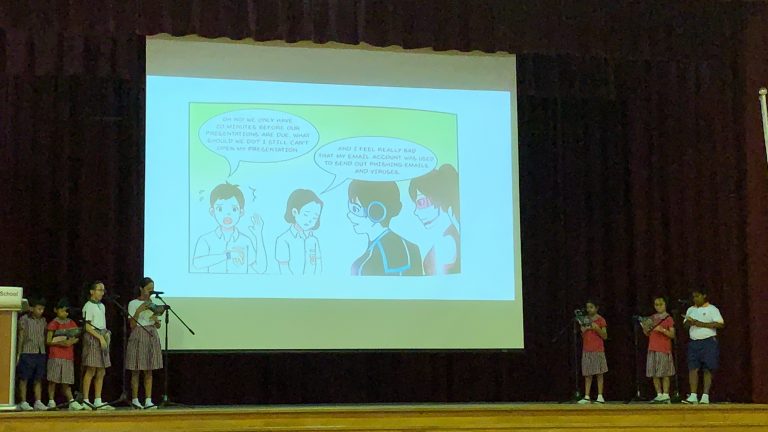 OH NO! WE ONLY HAVE
20 MINUTES BEFORE OUR
PRESENTATIONS ARE DUE. WHAT
SHOULD WE DO? I STILL CAN'T
OPEN MY PRESENTATION
AND I FEEL REALLY BAD
THAT MY EMAIL ACCOUNT WAS USED
TO SEND OUT PHISHING EMAILS
AND VIRUSES.
School